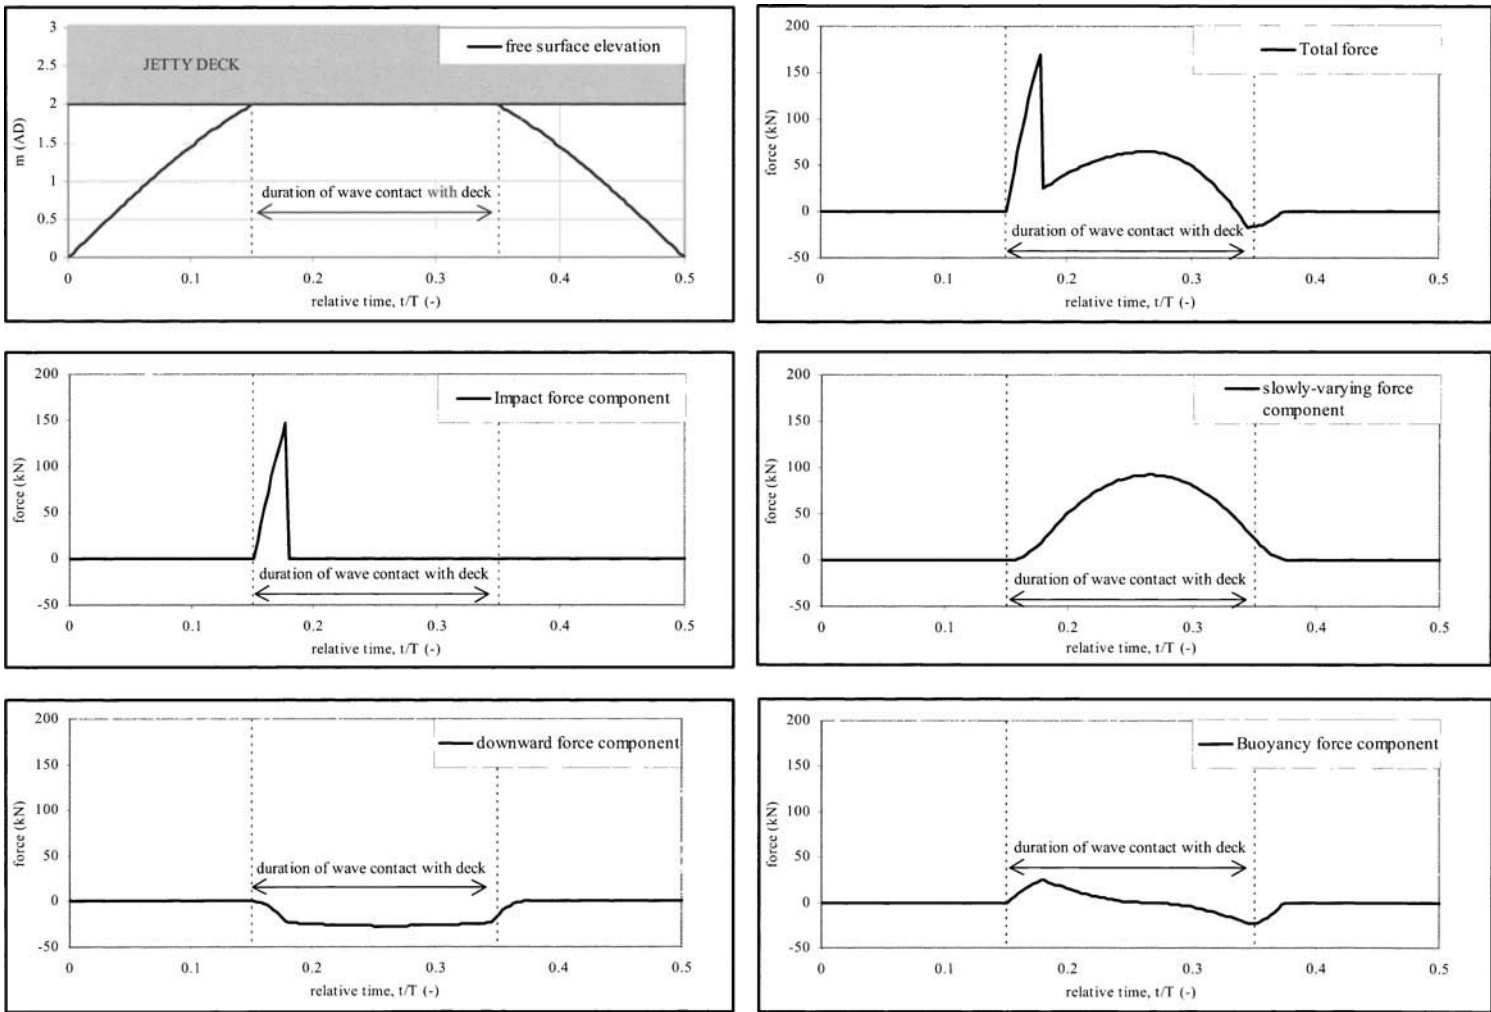 3
2.5
2
1.5
1
0.5
0
m (AD)
JETTY DECK
free surface elevation
duration of wave contact with deck
0 0.1 0.2 0.3 0.4 0.5
relative time, t/T (-)
200
150
100
50
0
-50
force (kN)
Total force
duration of wave contact with deck
0 0.1 0.2 0.3 0.4 0.5
relative time, t/T (-)
200
150
100
50
0
-50
force (kN)
Impact force component
duration of wave contact with deck
0 0.1 0.2 0.3 0.4 0.5
relative time, t/T (-)
200
150
100
50
0
-50
force (kN)
slowly-varying force
component
duration of wave contact with deck
0 0.1 0.2 0.3 0.4 0.5
relative time, t/T (-)
200
150
100
50
0
-50
force (kN)
downward force component
duration of wave contact with deck
0 0.1 0.2 0.3 0.4 0.5
relative time, t/T (-)
200
150
100
50
0
-50
force (kN)
Buoyancy force component
duration of wave contact with deck
0 0.1 0.2 0.3 0.4 0.5
relative time, t/T (-)